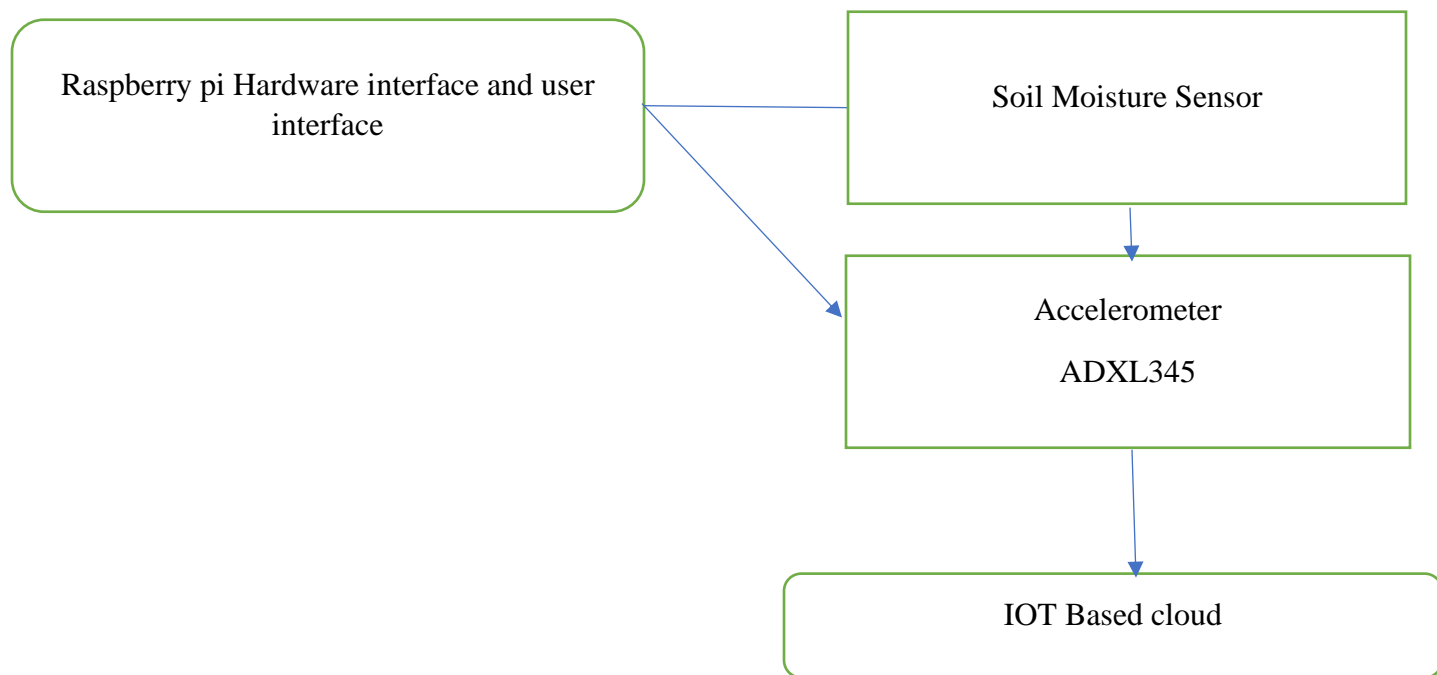 Raspberry pi Hardware interface and user
interface
Soil Moisture Sensor
Accelerometer
ADXL345
IOT Based cloud